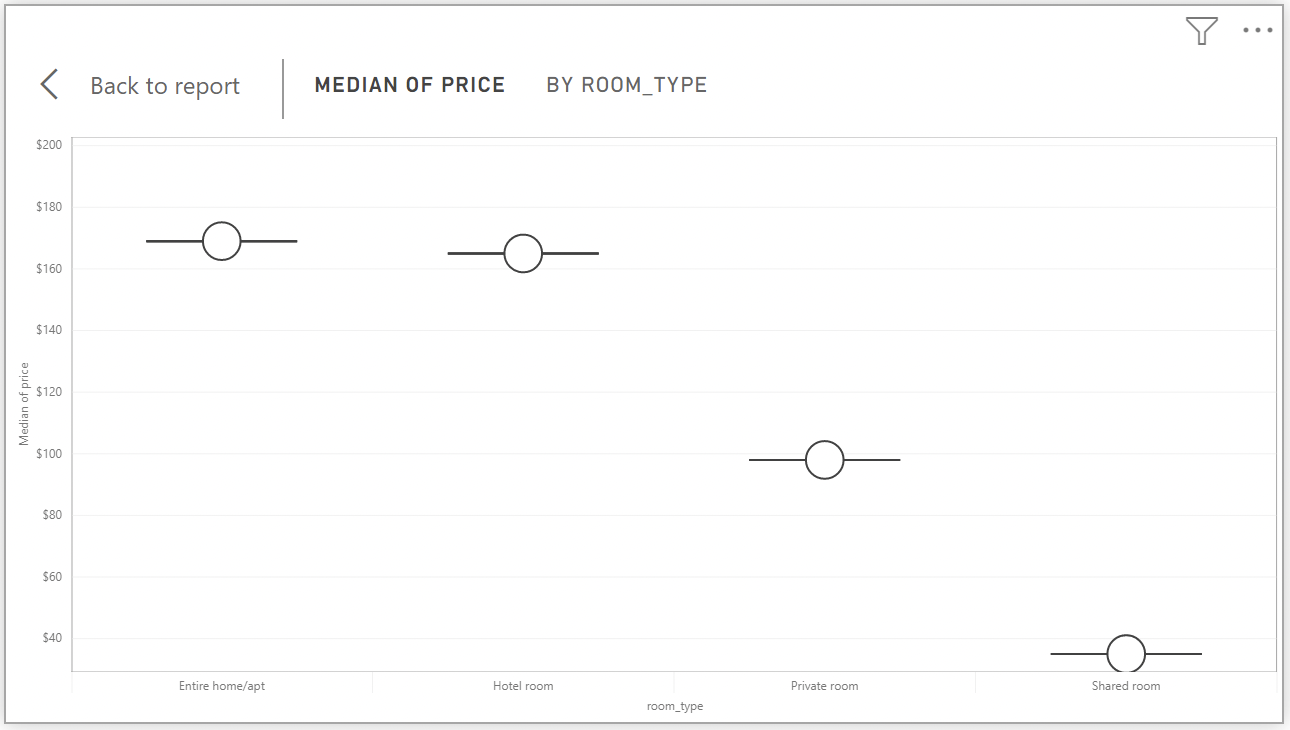 Back to report
MEDIAN OF PRICE BY ROOM_TYPE
$200
$180
$160
$140
$120
$100
$80
$60
$40
Median of price
Entire home/apt Hotel room Private room Shared room
room_type